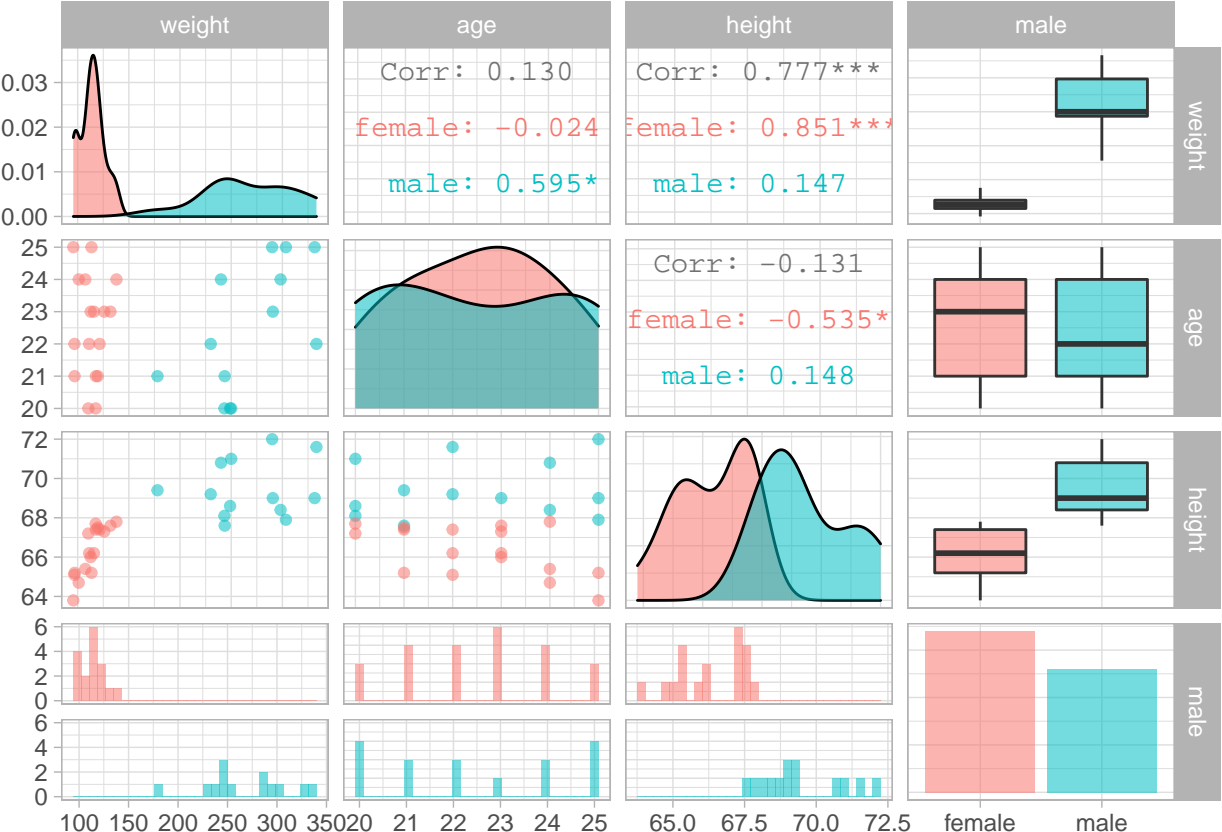 weight age height male
0.03
0.02
0.01
0.00
Corr: 0.130
female: -0.024
male: 0.595*
Corr: 0.777***
female: 0.851***
male: 0.147
weight
25
24
23
22
21
20
Corr: -0.131
female: -0.535*
male: 0.148
age
72
70
68
66
64
height
6
4
2
0
6
4
2
0
male
100 150 200 250 300 350 20 21 22 23 24 25 65.0 67.5 70.0 72.5 female male